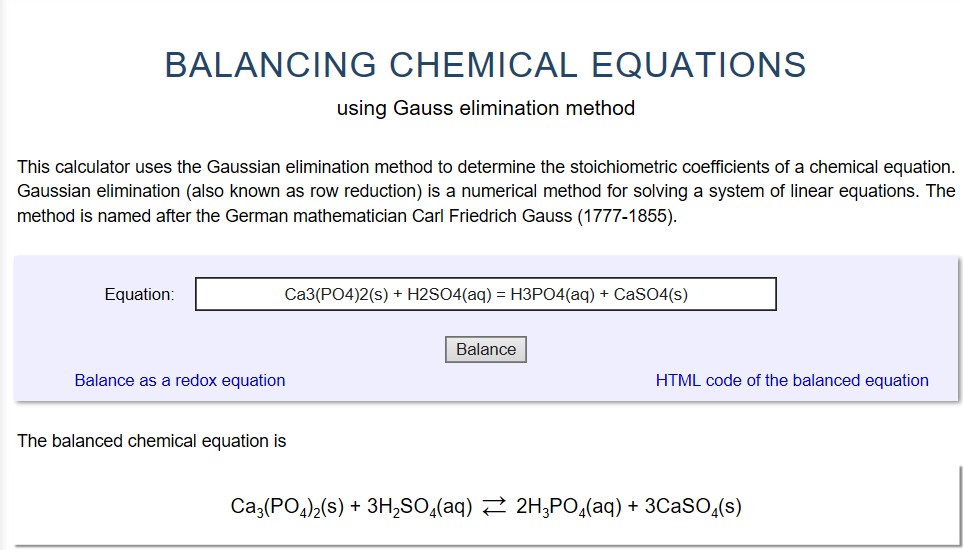 BALANCING CHEMICAL EQUATIONS
using Gauss elimination method
This calculator uses the Gaussian elimination method to determine the stoichiometric coefficients of a chemical equation.
Gaussian elimination (also known as row reduction) is a numerical method for solving a system of linear equations. The
method is named after the German mathematician Carl Friedrich Gauss (1777-1855).
Equation: Ca3(PO4)2(s) + H2SO4(aq) = H3PO4(aq) + CaSO4(s)
Balance
Balance as a redox equation HTML code of the balanced equation
The balanced chemical equation is
Ca₃(PO₄)₂(s) + 3H₂SO₄(aq) ⇄ 2H₃PO₄(aq) + 3CaSO₄(s)